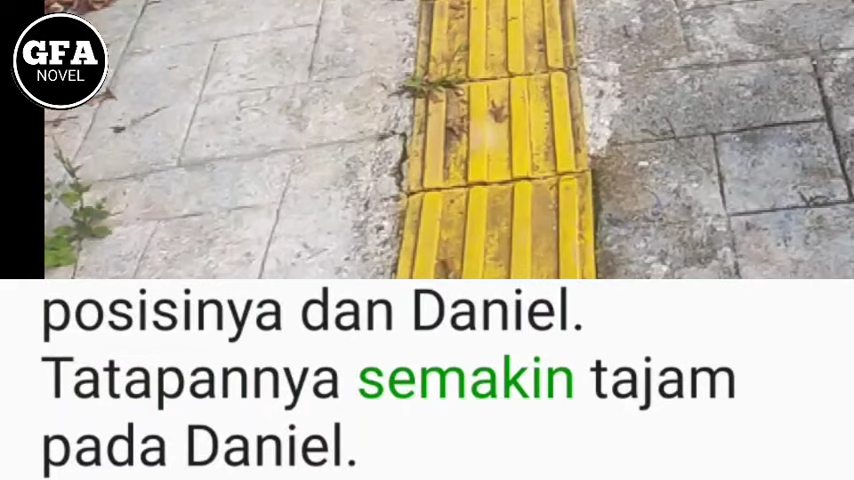 GFA
NOVEL
posisinya dan Daniel.
Tatapannya semakin tajam
pada Daniel.